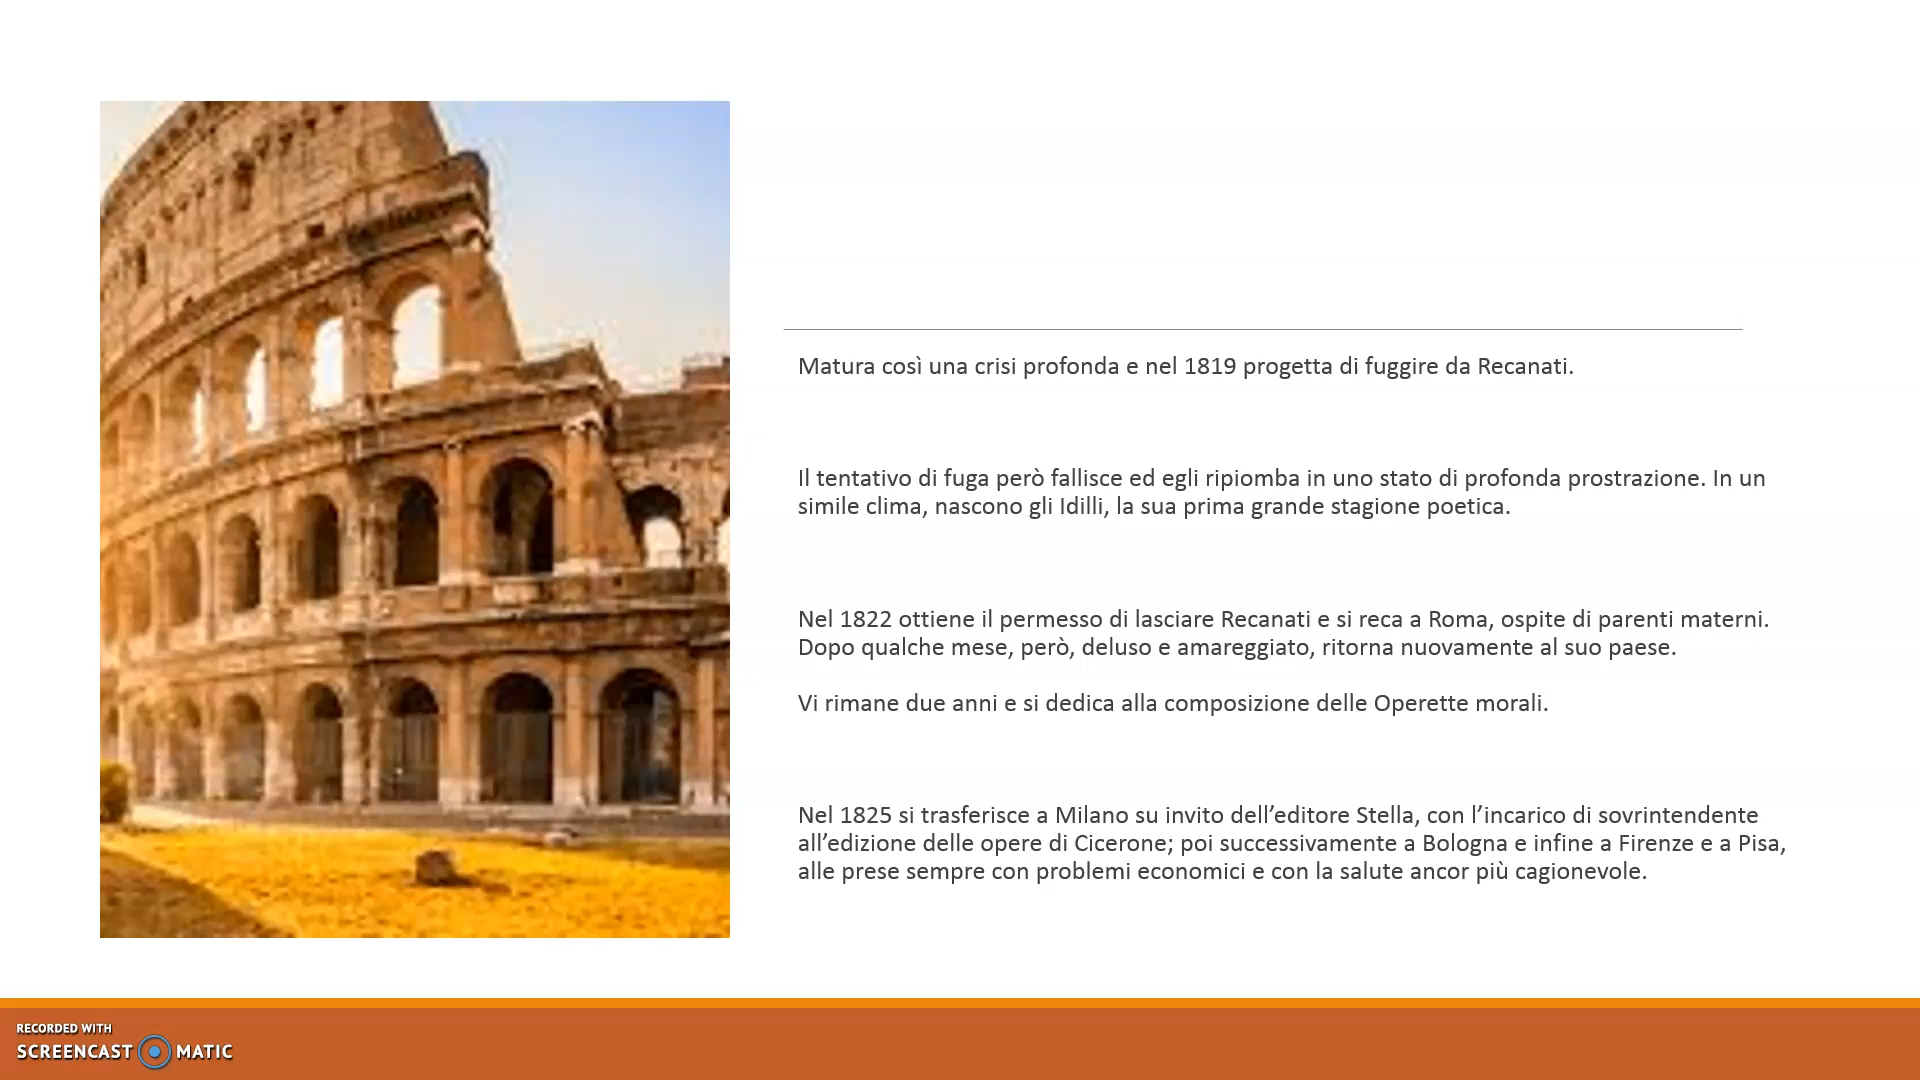 Matura così una crisi profonda e nel 1819 progetta di fuggire da Recanati.
Il tentativo di fuga però fallisce ed egli ripiomba in uno stato di profonda prostrazione. In un
simile clima, nascono gli Idilli, la sua prima grande stagione poetica.
Nel 1822 ottiene il permesso di lasciare Recanati e si reca a Roma, ospite di parenti materni.
Dopo qualche mese, però, deluso e amareggiato, ritorna nuovamente al suo paese.
Vi rimane due anni e si dedica alla composizione delle Operette morali.
Nel 1825 si trasferisce a Milano su invito dell’editore Stella, con l’incarico di sovrintendente
all’edizione delle opere di Cicerone; poi successivamente a Bologna e infine a Firenze e a Pisa,
alle prese sempre con problemi economici e con la salute ancor più cagionevole.
RECORDED WITH
SCREENCAST MATIC